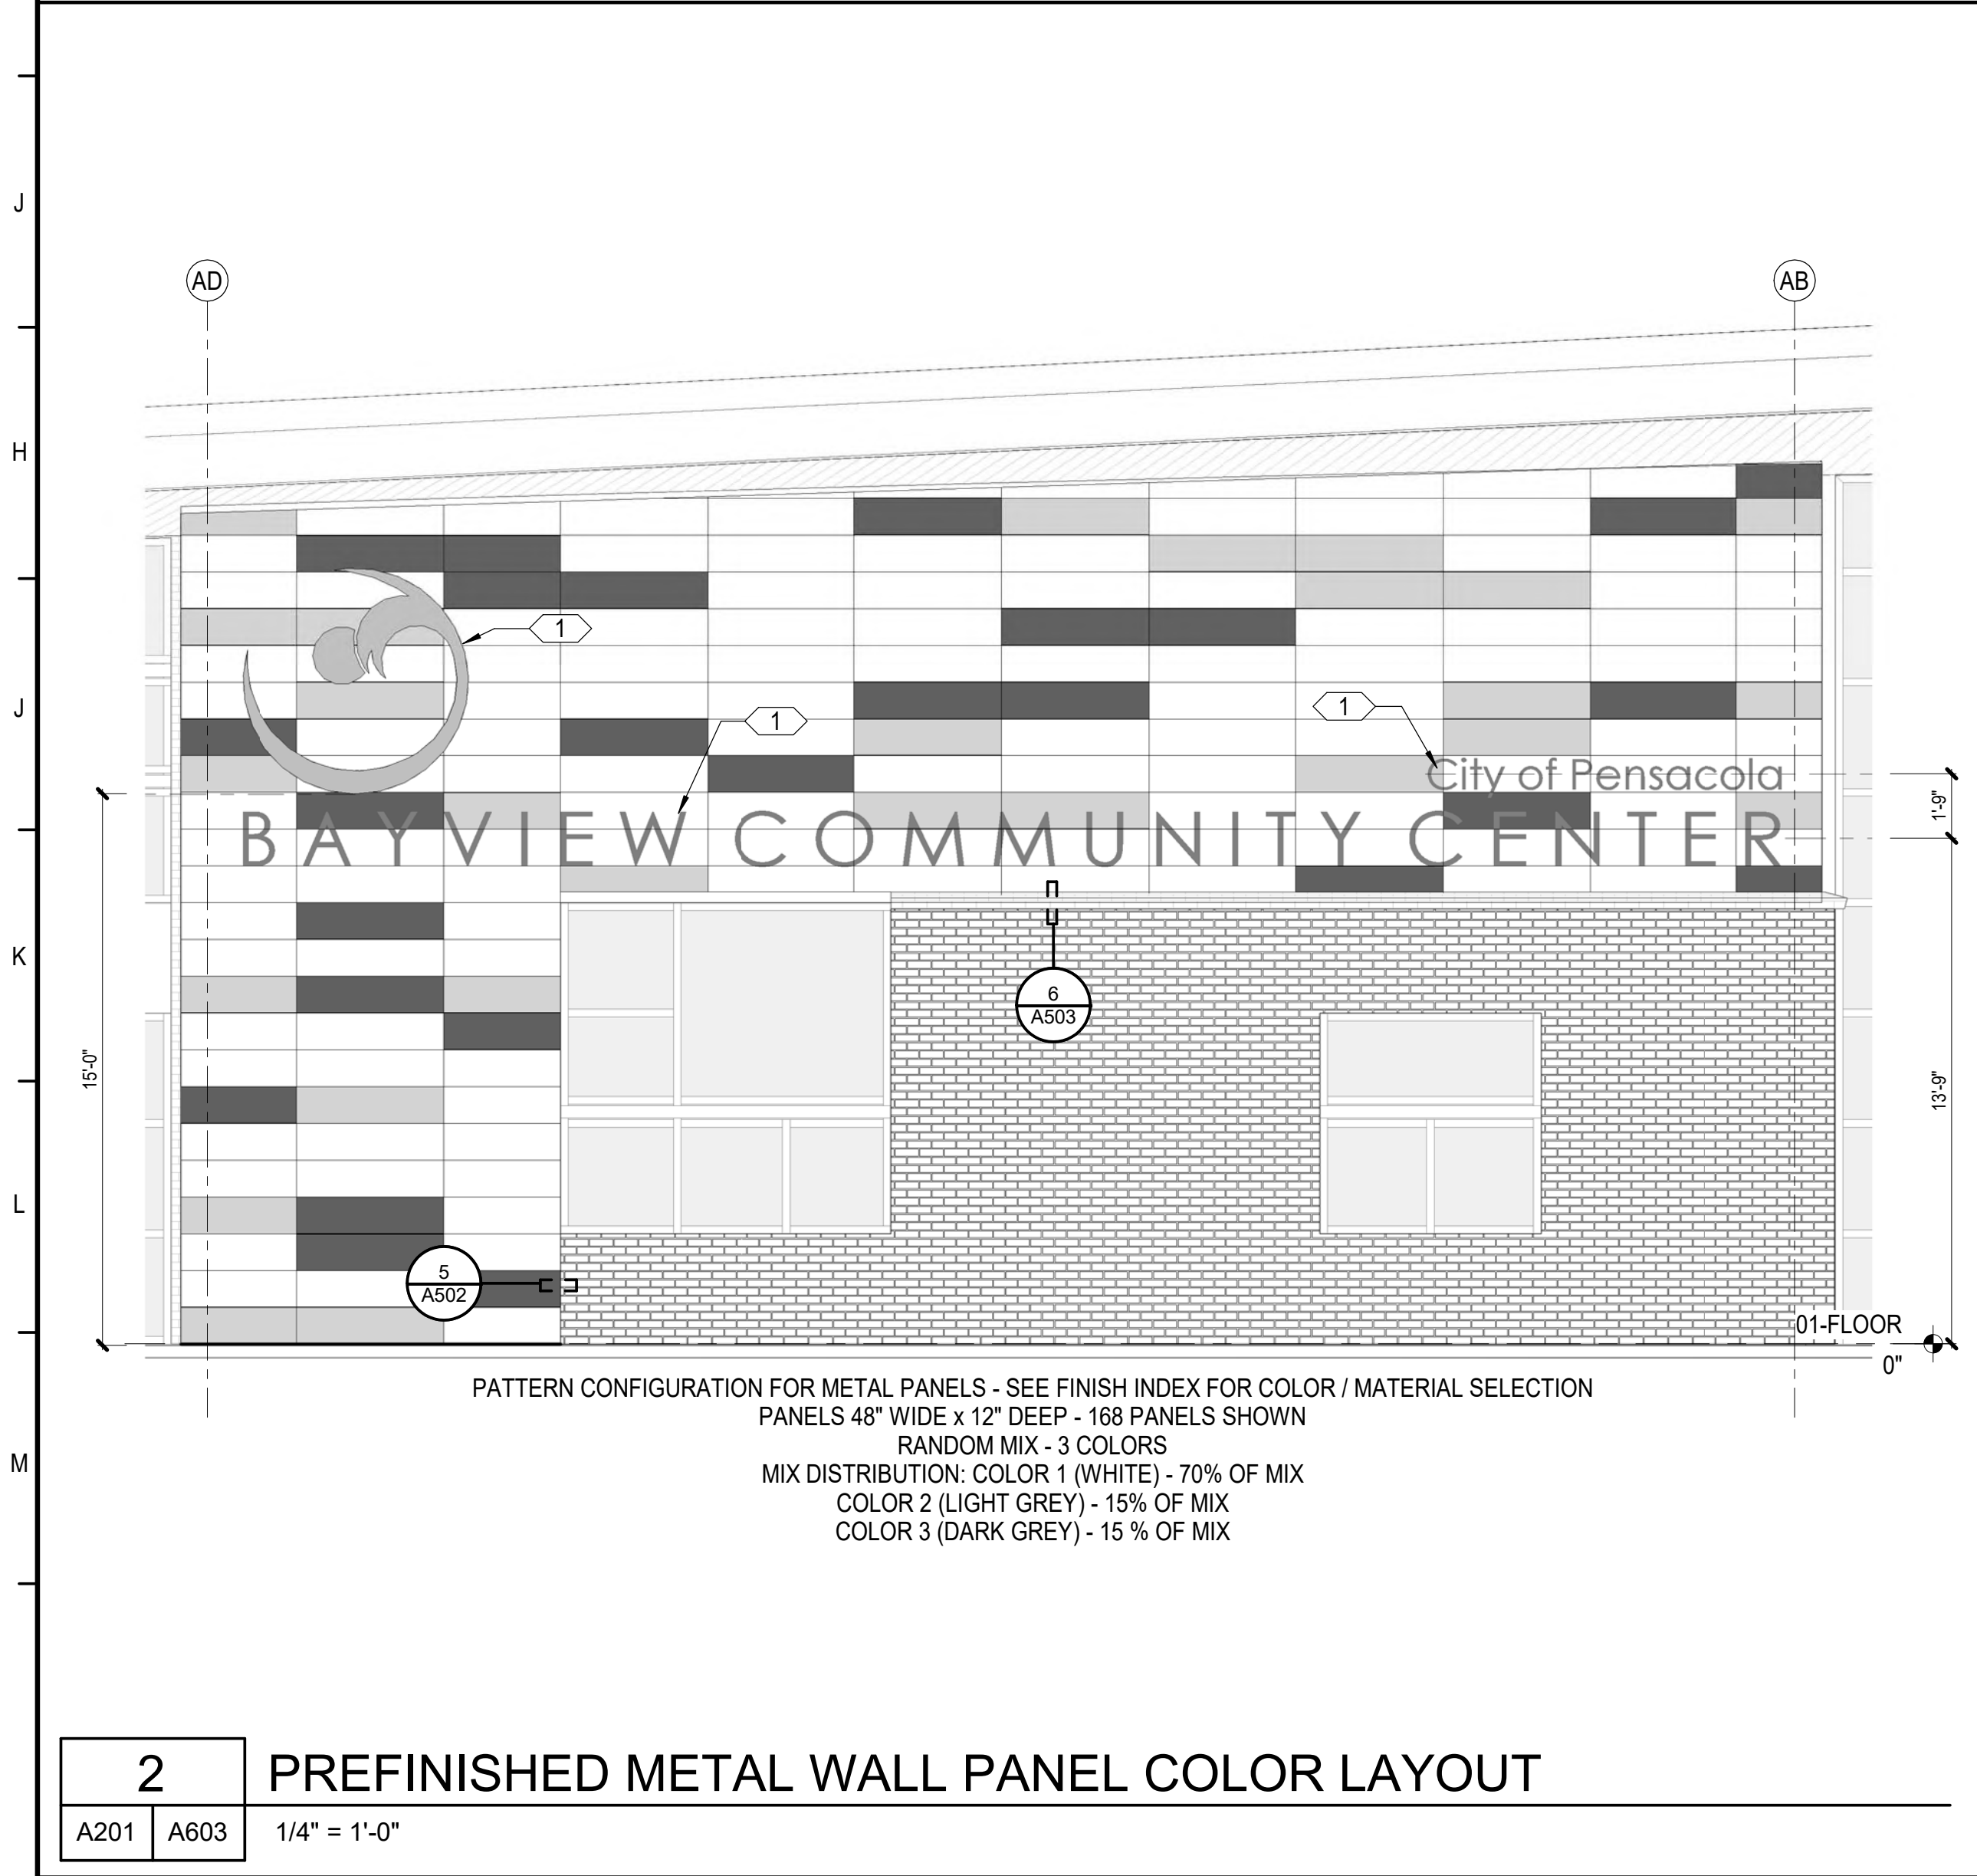 J
H
J
K
L
M
AD
AB
1
1
1
City of Pensacola
BAYVIEW COMMUNITY CENTER
1'-9"
13'-9"
15'-0"
6
A503
5
A502
01-FLOOR
0"
PATTERN CONFIGURATION FOR METAL PANELS - SEE FINISH INDEX FOR COLOR / MATERIAL SELECTION
PANELS 48" WIDE x 12" DEEP - 168 PANELS SHOWN
RANDOM MIX - 3 COLORS
MIX DISTRIBUTION: COLOR 1 (WHITE) - 70% OF MIX
COLOR 2 (LIGHT GREY) - 15% OF MIX
COLOR 3 (DARK GREY) - 15 % OF MIX
2
PREFINISHED METAL WALL PANEL COLOR LAYOUT
A201 A603
1/4" = 1'-0"